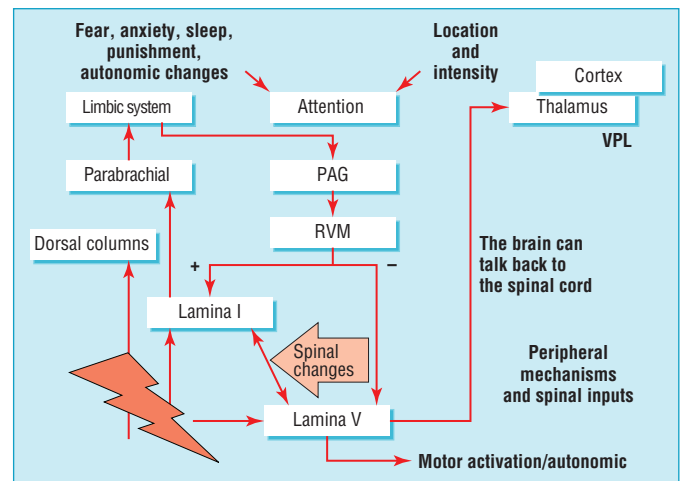 Fear, anxiety, sleep,
punishment,
autonomic changes
Location
and
intensity
Cortex
Limbic system
Attention
Thalamus
VPL
Parabrachial
PAG
Dorsal columns
RVM
The brain can
talk back to
the spinal cord
+
–
Lamina I
Spinal
changes
Peripheral
mechanisms
and spinal inputs
Lamina V
Motor activation/autonomic